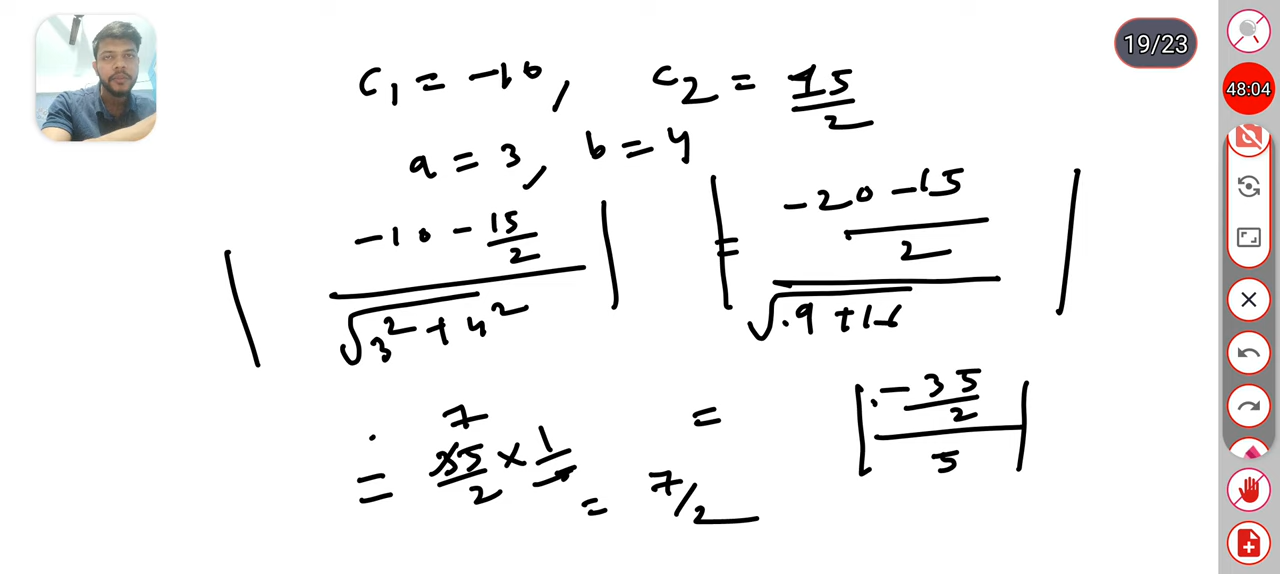 19/23
48:04
c₁ = -10, c₂ = 15/2
a = 3, b = 4
| (-10 - 15/2) / √(3² + 4²) | = | ((-20 - 15)/2) / √(9 + 16) |
= | (-35/2) / 5 |
= 35/2 × 1/5 = 7/2
7